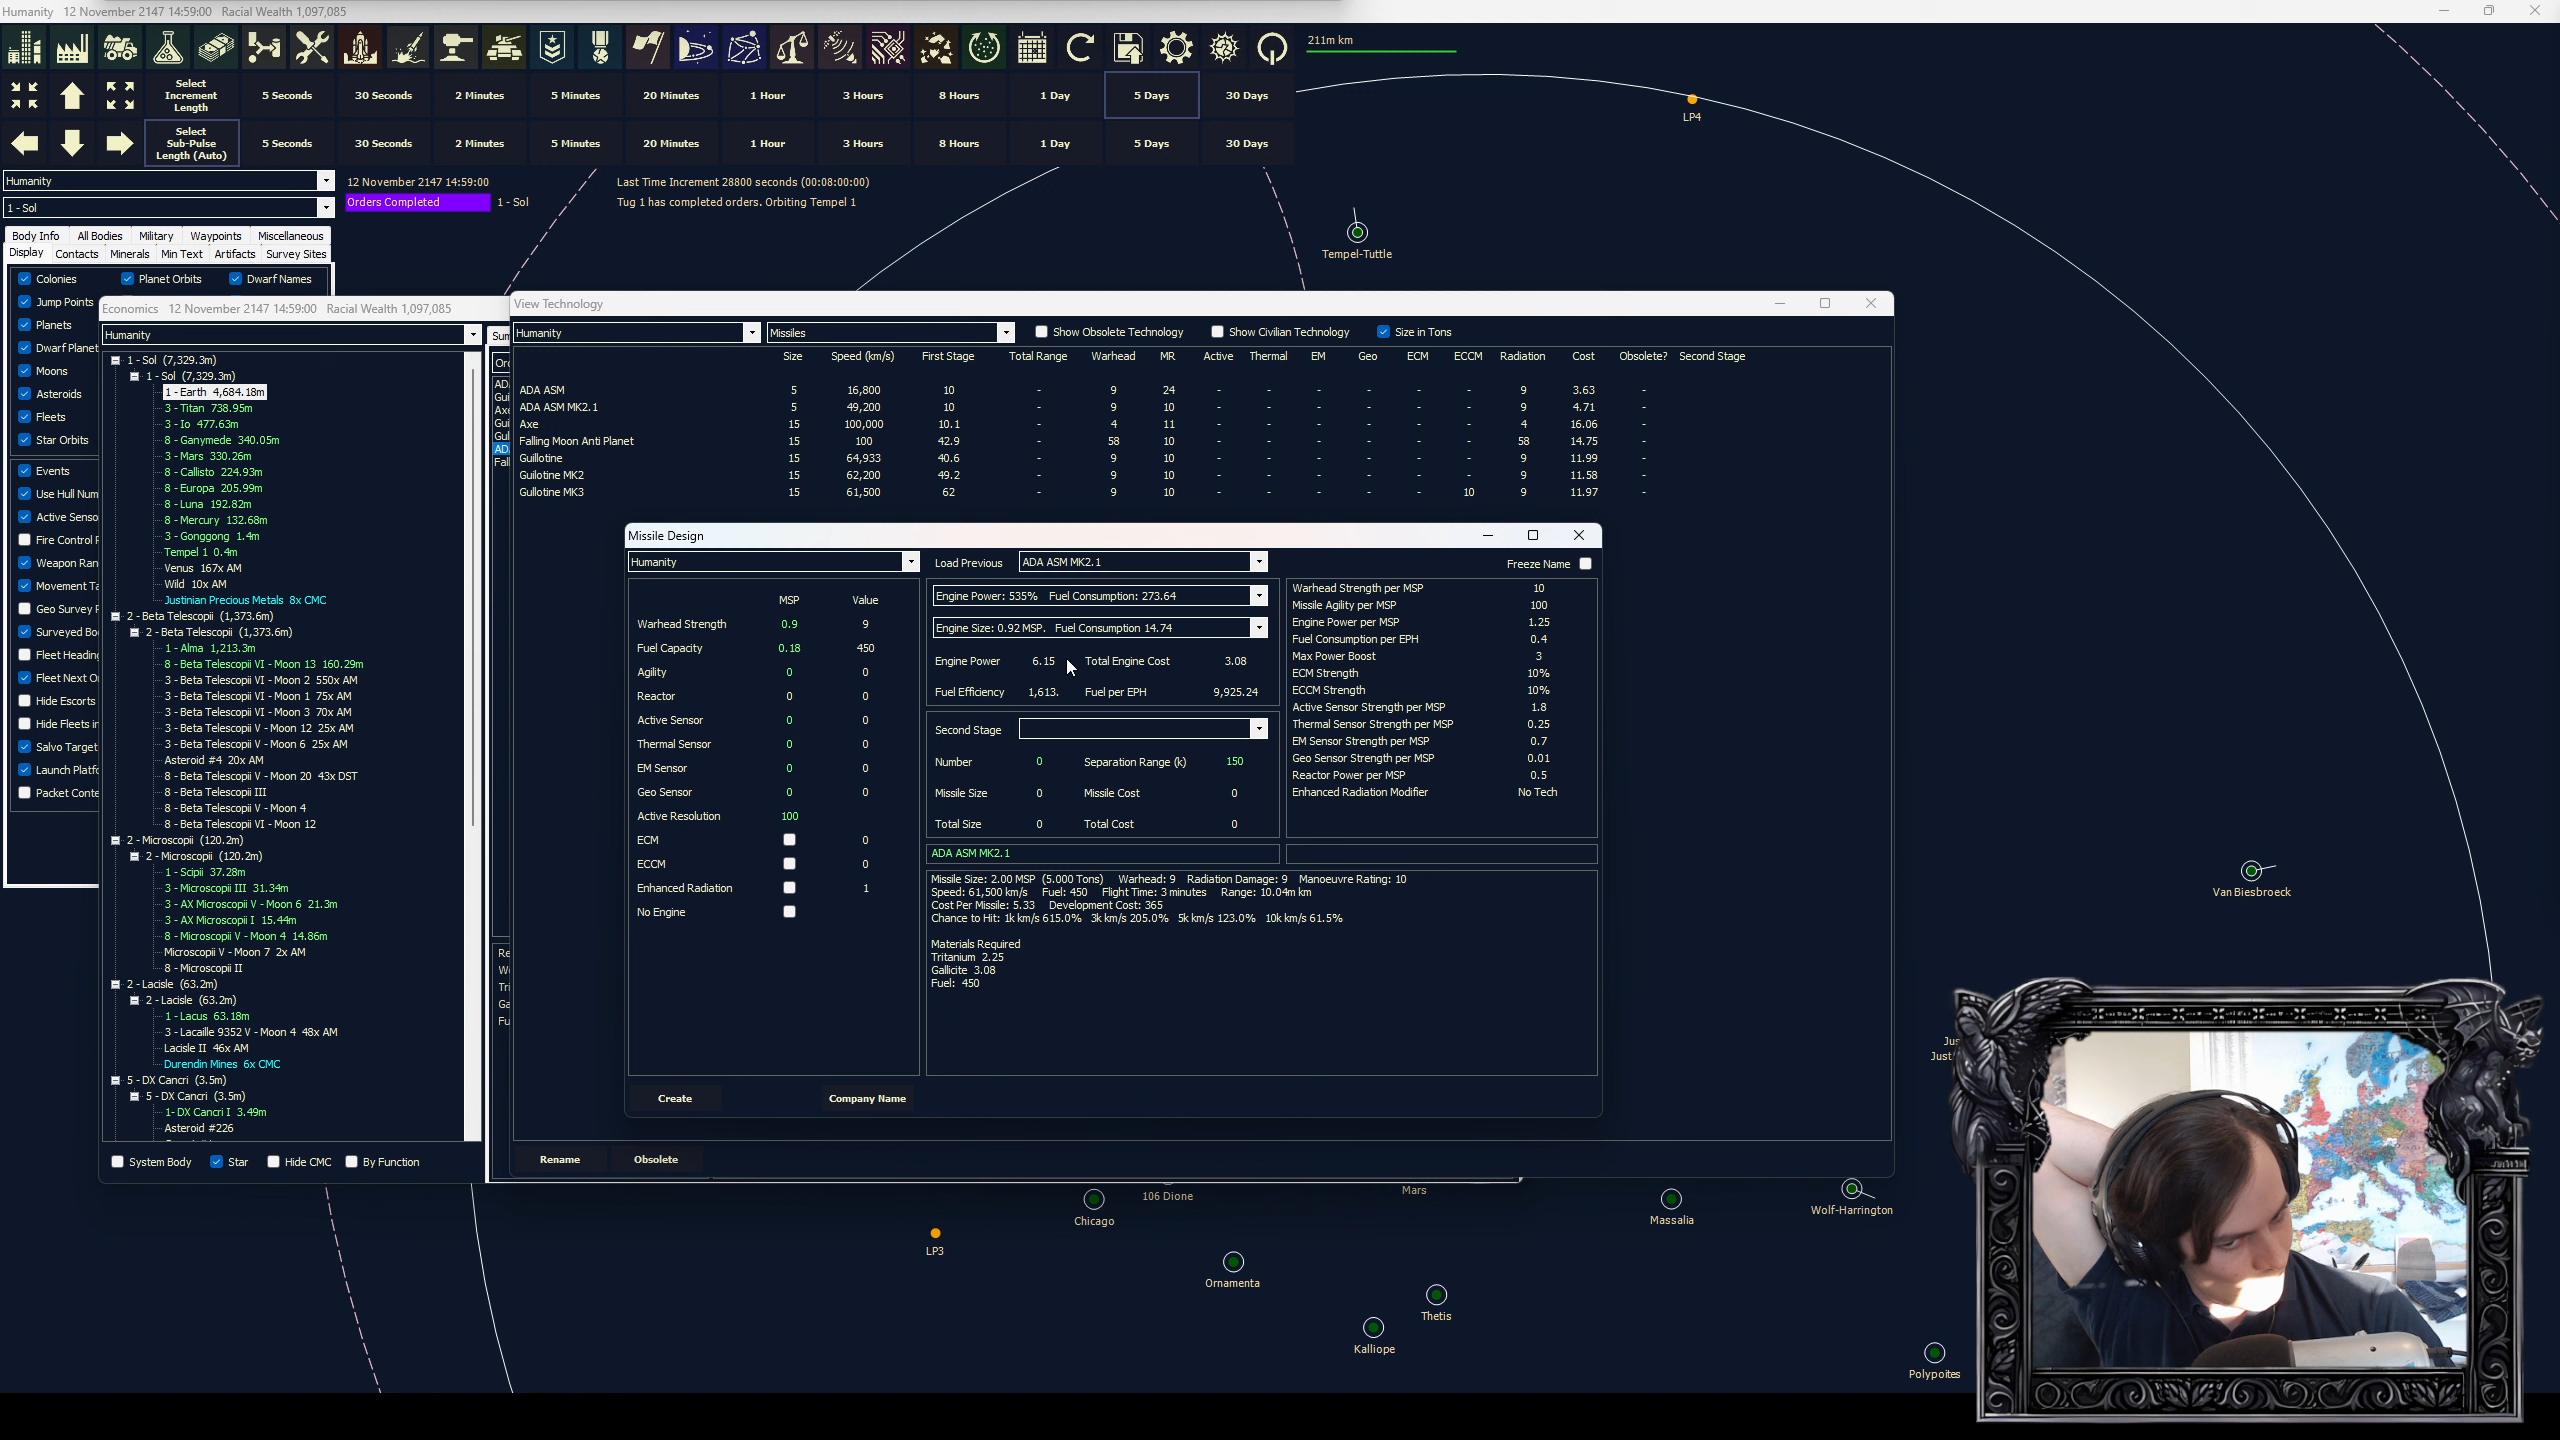 Humanity 12 November 2147 14:59:00 Racial Wealth 1,097,085
211m km
Select Increment Length 5 Seconds 30 Seconds 2 Minutes 5 Minutes 20 Minutes 1 Hour 3 Hours 8 Hours 1 Day 5 Days 30 Days
Select Sub-Pulse Length (Auto) 5 Seconds 30 Seconds 2 Minutes 5 Minutes 20 Minutes 1 Hour 3 Hours 8 Hours 1 Day 5 Days 30 Days
LP4
Humanity
12 November 2147 14:59:00 Last Time Increment 28800 seconds (00:08:00:00)
1 - Sol
Orders Completed 1 - Sol Tug 1 has completed orders. Orbiting Tempel 1
Body Info All Bodies Military Waypoints Miscellaneous
Display Contacts Minerals Min Text Artifacts Survey Sites
Colonies Planet Orbits Dwarf Names
Jump Points
Planets
Dwarf Planet
Moons
Asteroids
Fleets
Star Orbits
Events
Use Hull Num
Active Senso
Fire Control F
Weapon Ran
Movement Ta
Geo Survey P
Surveyed Bo
Fleet Heading
Fleet Next O
Hide Escorts
Hide Fleets in
Salvo Target
Launch Platfo
Packet Conte
Tempel-Tuttle
Economics 12 November 2147 14:59:00 Racial Wealth 1,097,085
Humanity
1 - Sol (7,329.3m)
1 - Sol (7,329.3m)
1 - Earth 4,684.18m
3 - Titan 738.95m
3 - Io 477.63m
8 - Ganymede 340.05m
3 - Mars 330.26m
8 - Callisto 224.93m
8 - Europa 205.99m
8 - Luna 192.82m
8 - Mercury 132.68m
3 - Gonggong 1.4m
Tempel 1 0.4m
Venus 167x AM
Wild 10x AM
Justinian Precious Metals 8x CMC
2 - Beta Telescopii (1,373.6m)
2 - Beta Telescopii (1,373.6m)
1 - Alma 1,213.3m
8 - Beta Telescopii VI - Moon 13 160.29m
3 - Beta Telescopii VI - Moon 2 550x AM
3 - Beta Telescopii VI - Moon 1 75x AM
3 - Beta Telescopii VI - Moon 3 70x AM
3 - Beta Telescopii VI - Moon 12 25x AM
3 - Beta Telescopii V - Moon 6 25x AM
Asteroid #4 20x AM
8 - Beta Telescopii V - Moon 20 43x DST
8 - Beta Telescopii III
8 - Beta Telescopii V - Moon 4
8 - Beta Telescopii VI - Moon 12
2 - Microscopii (120.2m)
2 - Microscopii (120.2m)
1 - Scipii 37.28m
3 - Microscopii III 31.34m
3 - AX Microscopii V - Moon 6 21.3m
3 - AX Microscopii I 15.44m
8 - Microscopii V - Moon 4 14.86m
Microscopii V - Moon 7 2x AM
8 - Microscopii II
2 - Lacisle (63.2m)
2 - Lacisle (63.2m)
1 - Lacus 63.18m
3 - Lacaille 9352 V - Moon 4 48x AM
Lacisle II 46x AM
Durendin Mines 6x CMC
5 - DX Cancri (3.5m)
5 - DX Cancri (3.5m)
1- DX Cancri I 3.49m
Asteroid #226
System Body Star Hide CMC By Function
View Technology
Humanity Missiles Show Obsolete Technology Show Civilian Technology Size in Tons
Size Speed (km/s) First Stage Total Range Warhead MR Active Thermal EM Geo ECM ECCM Radiation Cost Obsolete? Second Stage
ADA ASM 5 16,800 10 - 9 24 - - - - - - 9 3.63 -
ADA ASM MK2.1 5 49,200 10 - 9 10 - - - - - - 9 4.71 -
Axe 15 100,000 10.1 - 4 11 - - - - - - 4 16.06 -
Falling Moon Anti Planet 15 100 42.9 - 58 10 - - - - - - 58 14.75 -
Guillotine 15 64,933 40.6 - 9 10 - - - - - - 9 11.99 -
Guilotine MK2 15 62,200 49.2 - 9 10 - - - - - - 9 11.58 -
Gullotine MK3 15 61,500 62 - 9 10 - - - - - 10 9 11.97 -
Missile Design
Humanity Load Previous ADA ASM MK2.1 Freeze Name
MSP Value
Warhead Strength 0.9 9
Fuel Capacity 0.18 450
Agility 0 0
Reactor 0 0
Active Sensor 0 0
Thermal Sensor 0 0
EM Sensor 0 0
Geo Sensor 0 0
Active Resolution 100
ECM 0
ECCM 0
Enhanced Radiation 1
No Engine
Engine Power: 535% Fuel Consumption: 273.64
Engine Size: 0.92 MSP. Fuel Consumption 14.74
Engine Power 6.15 Total Engine Cost 3.08
Fuel Efficiency 1,613. Fuel per EPH 9,925.24
Second Stage
Number 0 Separation Range (k) 150
Missile Size 0 Missile Cost 0
Total Size 0 Total Cost 0
Warhead Strength per MSP 10
Missile Agility per MSP 100
Engine Power per MSP 1.25
Fuel Consumption per EPH 0.4
Max Power Boost 3
ECM Strength 10%
ECCM Strength 10%
Active Sensor Strength per MSP 1.8
Thermal Sensor Strength per MSP 0.25
EM Sensor Strength per MSP 0.7
Geo Sensor Strength per MSP 0.01
Reactor Power per MSP 0.5
Enhanced Radiation Modifier No Tech
ADA ASM MK2.1
Missile Size: 2.00 MSP (5.000 Tons) Warhead: 9 Radiation Damage: 9 Manoeuvre Rating: 10
Speed: 61,500 km/s Fuel: 450 Flight Time: 3 minutes Range: 10.04m km
Cost Per Missile: 5.33 Development Cost: 365
Chance to Hit: 1k km/s 615.0% 3k km/s 205.0% 5k km/s 123.0% 10k km/s 61.5%
Materials Required
Tritanium 2.25
Gallicite 3.08
Fuel: 450
Create Company Name
Rename Obsolete
Van Biesbroeck
106 Dione
Mars
Chicago
Massalia
Wolf-Harrington
LP3
Ornamenta
Thetis
Kalliope
Polypoites